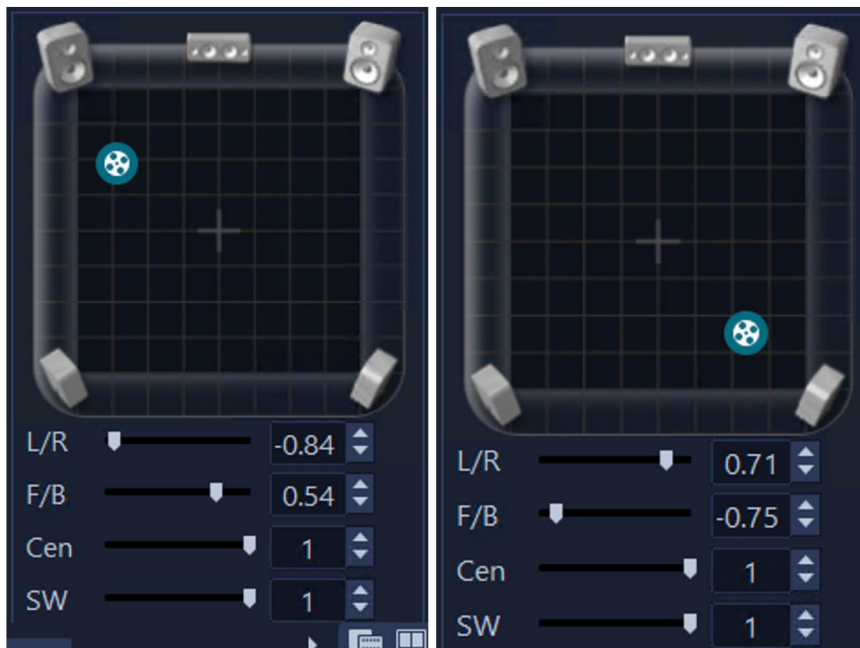 L/R -0.84
F/B 0.54
Cen 1
SW 1
L/R 0.71
F/B -0.75
Cen 1
SW 1